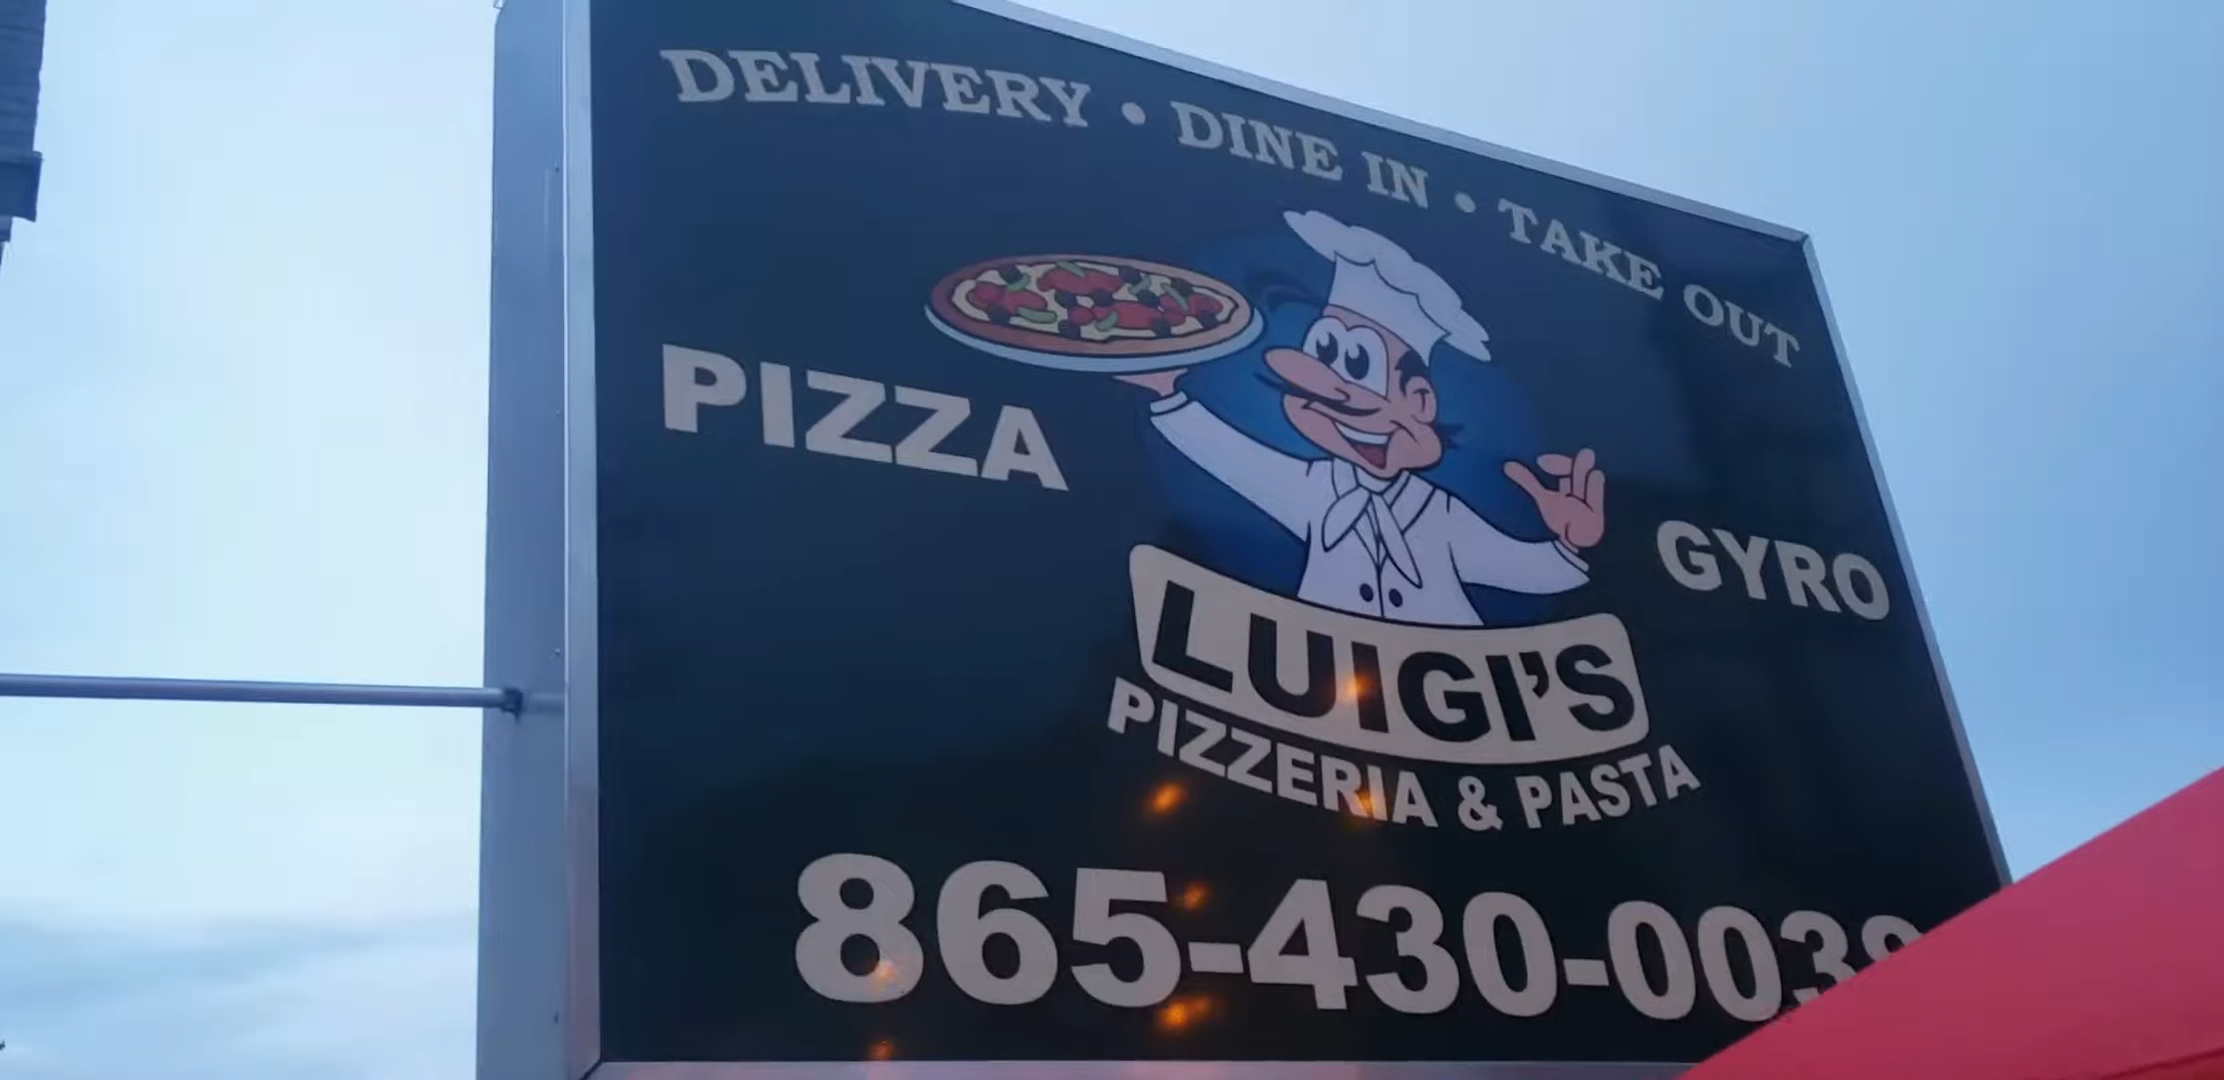 DELIVERY • DINE IN • TAKE OUT
PIZZA
GYRO
LUIGI'S
PIZZERIA & PASTA
865-430-003